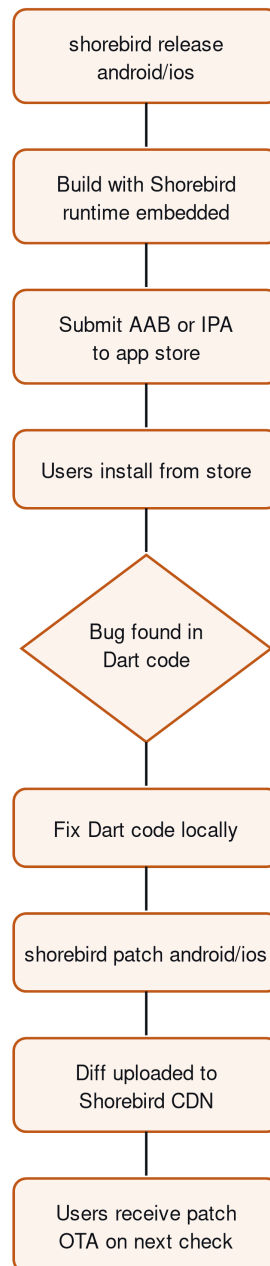 shorebird release
android/ios
Build with Shorebird
runtime embedded
Submit AAB or IPA
to app store
Users install from store
Bug found in
Dart code
Fix Dart code locally
shorebird patch android/ios
Diff uploaded to
Shorebird CDN
Users receive patch
OTA on next check